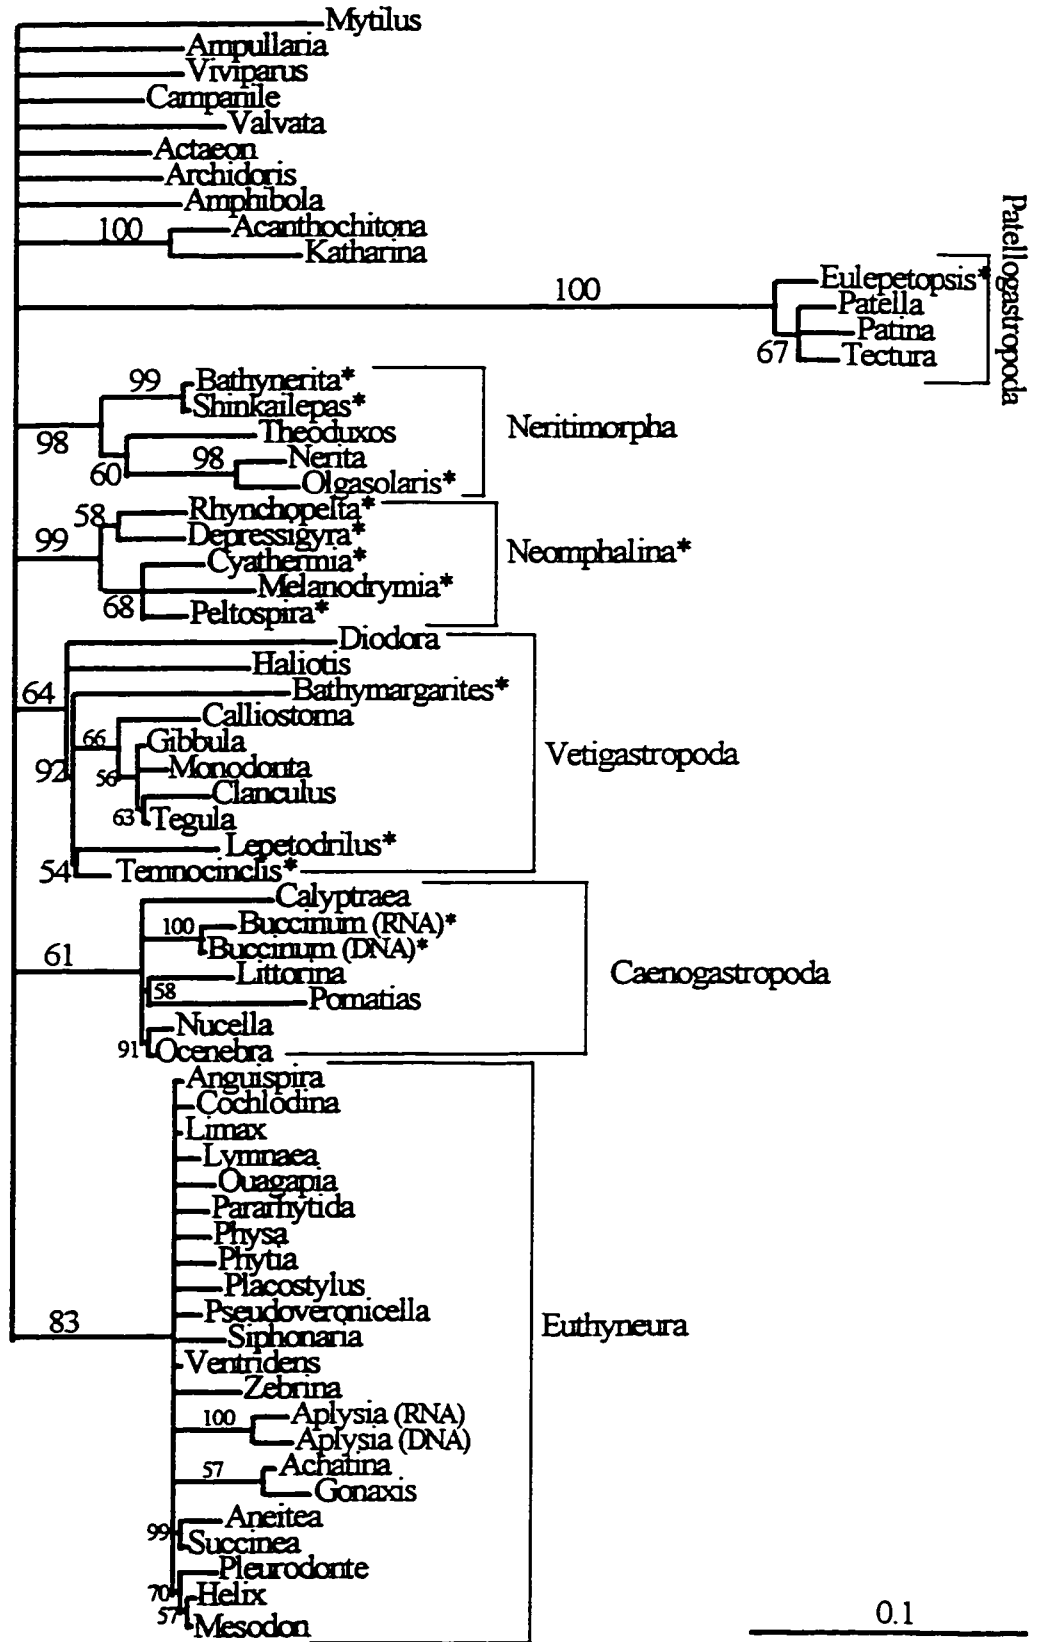 Mytilus
Ampullaria
Viviparus
Campanile
Valvata
Actaeon
Archidoris
Amphibola
100
Acanthochitona
Katharina
100
Eulepetopsis*
Patella
Patina
67
Tectura
Patellogastropoda
99
Bathynerita*
Shinkailepas*
98
Theoduxos
60
98
Nerita
Olgasolaris*
Neritimorpha
58
Rhynchopelta*
99
Depressigyra*
Cyathermia*
Melanodrymia*
68
Peltospira*
Neomphalina*
Diodora
Haliotis
64
Bathymargarites*
Calliostoma
66
Gibbula
92
56
Monodonta
Clanculus
63
Tegula
Lepetodrilus*
54
Temnocinclis*
Vetigastropoda
Calyptraea
100
Buccinum (RNA)*
Buccinum (DNA)*
61
Littorina
58
Pomatias
Nucella
91
Ocenebra
Caenogastropoda
Anguispira
Cochlodina
Limax
Lymnaea
Ouagapia
Pararhytida
Physa
Phytia
Placostylus
Pseudoveronicella
83
Siphonaria
Ventridens
Zebrina
100
Aplysia (RNA)
Aplysia (DNA)
57
Achatina
Gonaxis
Aneitea
99
Succinea
Pleurodonte
70
Helix
57
Mesodon
Euthyneura
0.1